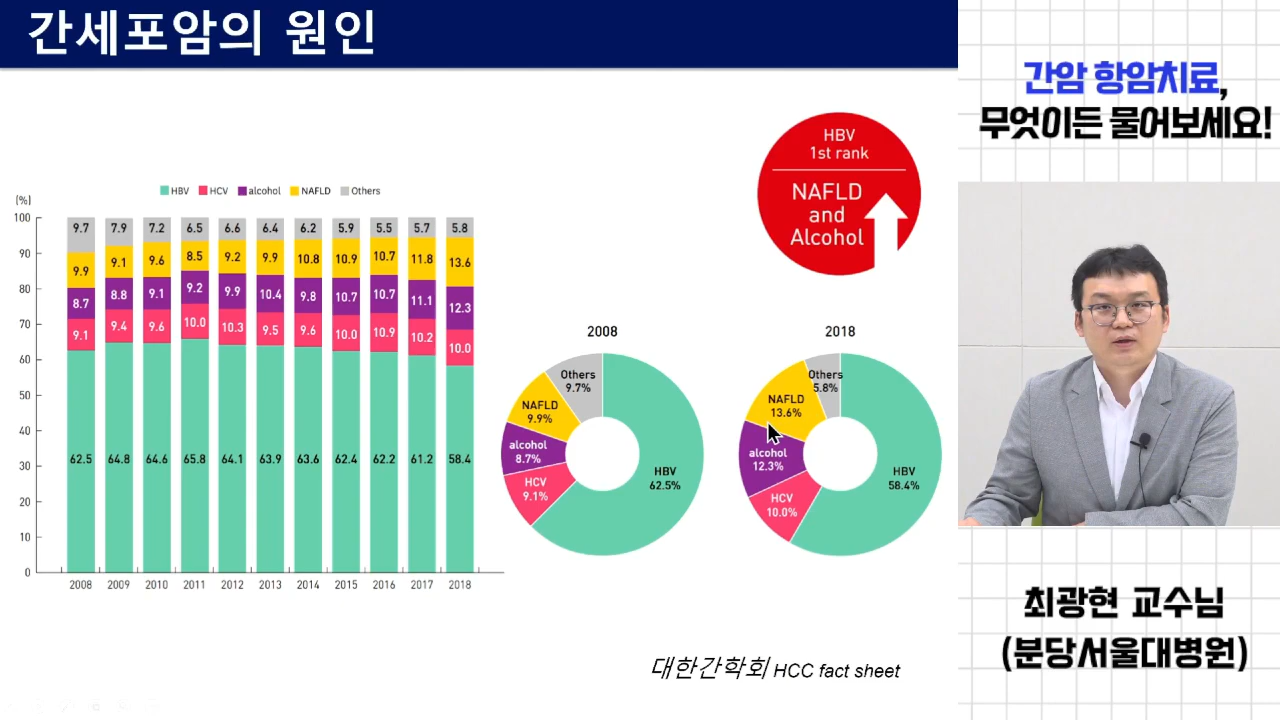 간세포암의 원인
HBV
1st rank
NAFLD
and
Alcohol
HBV HCV alcohol NAFLD Others
(%)
100
90
80
70
60
50
40
30
20
10
0
9.7 7.9 7.2 6.5 6.6 6.4 6.2 5.9 5.5 5.7 5.8
9.9 9.1 9.6 8.5 9.2 9.9 10.8 10.9 10.7 11.8 13.6
8.7 8.8 9.1 9.2 9.9 10.4 9.8 10.7 10.7 11.1 12.3
9.1 9.4 9.6 10.0 10.3 9.5 9.6 10.0 10.9 10.2 10.0
62.5 64.8 64.6 65.8 64.1 63.9 63.6 62.4 62.2 61.2 58.4
2008 2009 2010 2011 2012 2013 2014 2015 2016 2017 2018
2008
Others
9.7%
NAFLD
9.9%
alcohol
8.7%
HCV
9.1%
HBV
62.5%
2018
Others
5.8%
NAFLD
13.6%
alcohol
12.3%
HCV
10.0%
HBV
58.4%
대한간학회 HCC fact sheet
간암 항암치료,
무엇이든 물어보세요!
최광현 교수님
(분당서울대병원)